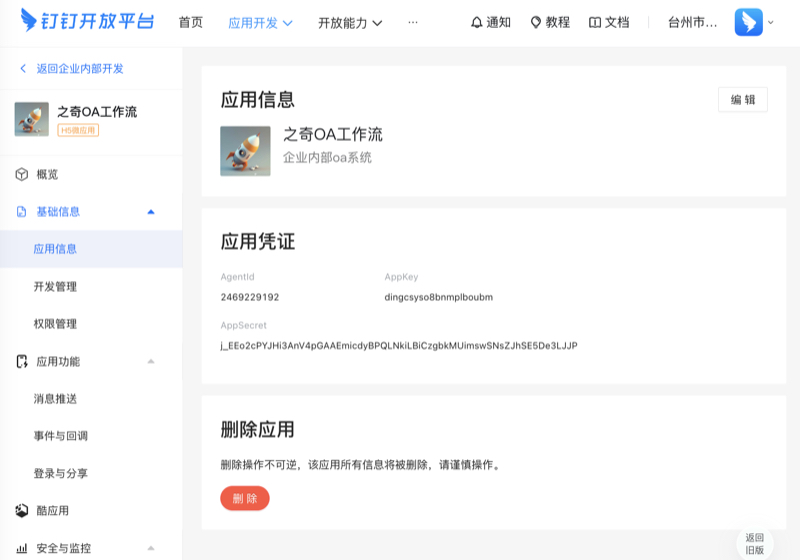 钉钉开放平台 首页 应用开发 开放能力 ··· 通知 教程 文档 台州市...
返回企业内部开发
之奇OA工作流
H5微应用
概览
基础信息
应用信息
开发管理
权限管理
应用功能
消息推送
事件与回调
登录与分享
酷应用
安全与监控
应用信息
编 辑
之奇OA工作流
企业内部oa系统
应用凭证
AgentId AppKey
2469229192 dingcsyso8bnmplboubm
AppSecret
j_EEo2cPYJHi3AnV4pGAAEmicdyBPQLNkiLBiCzgbkMUimswSNsZJhSE5De3LJJP
删除应用
删除操作不可逆，该应用所有信息将被删除，请谨慎操作。
删 除
返回
旧版